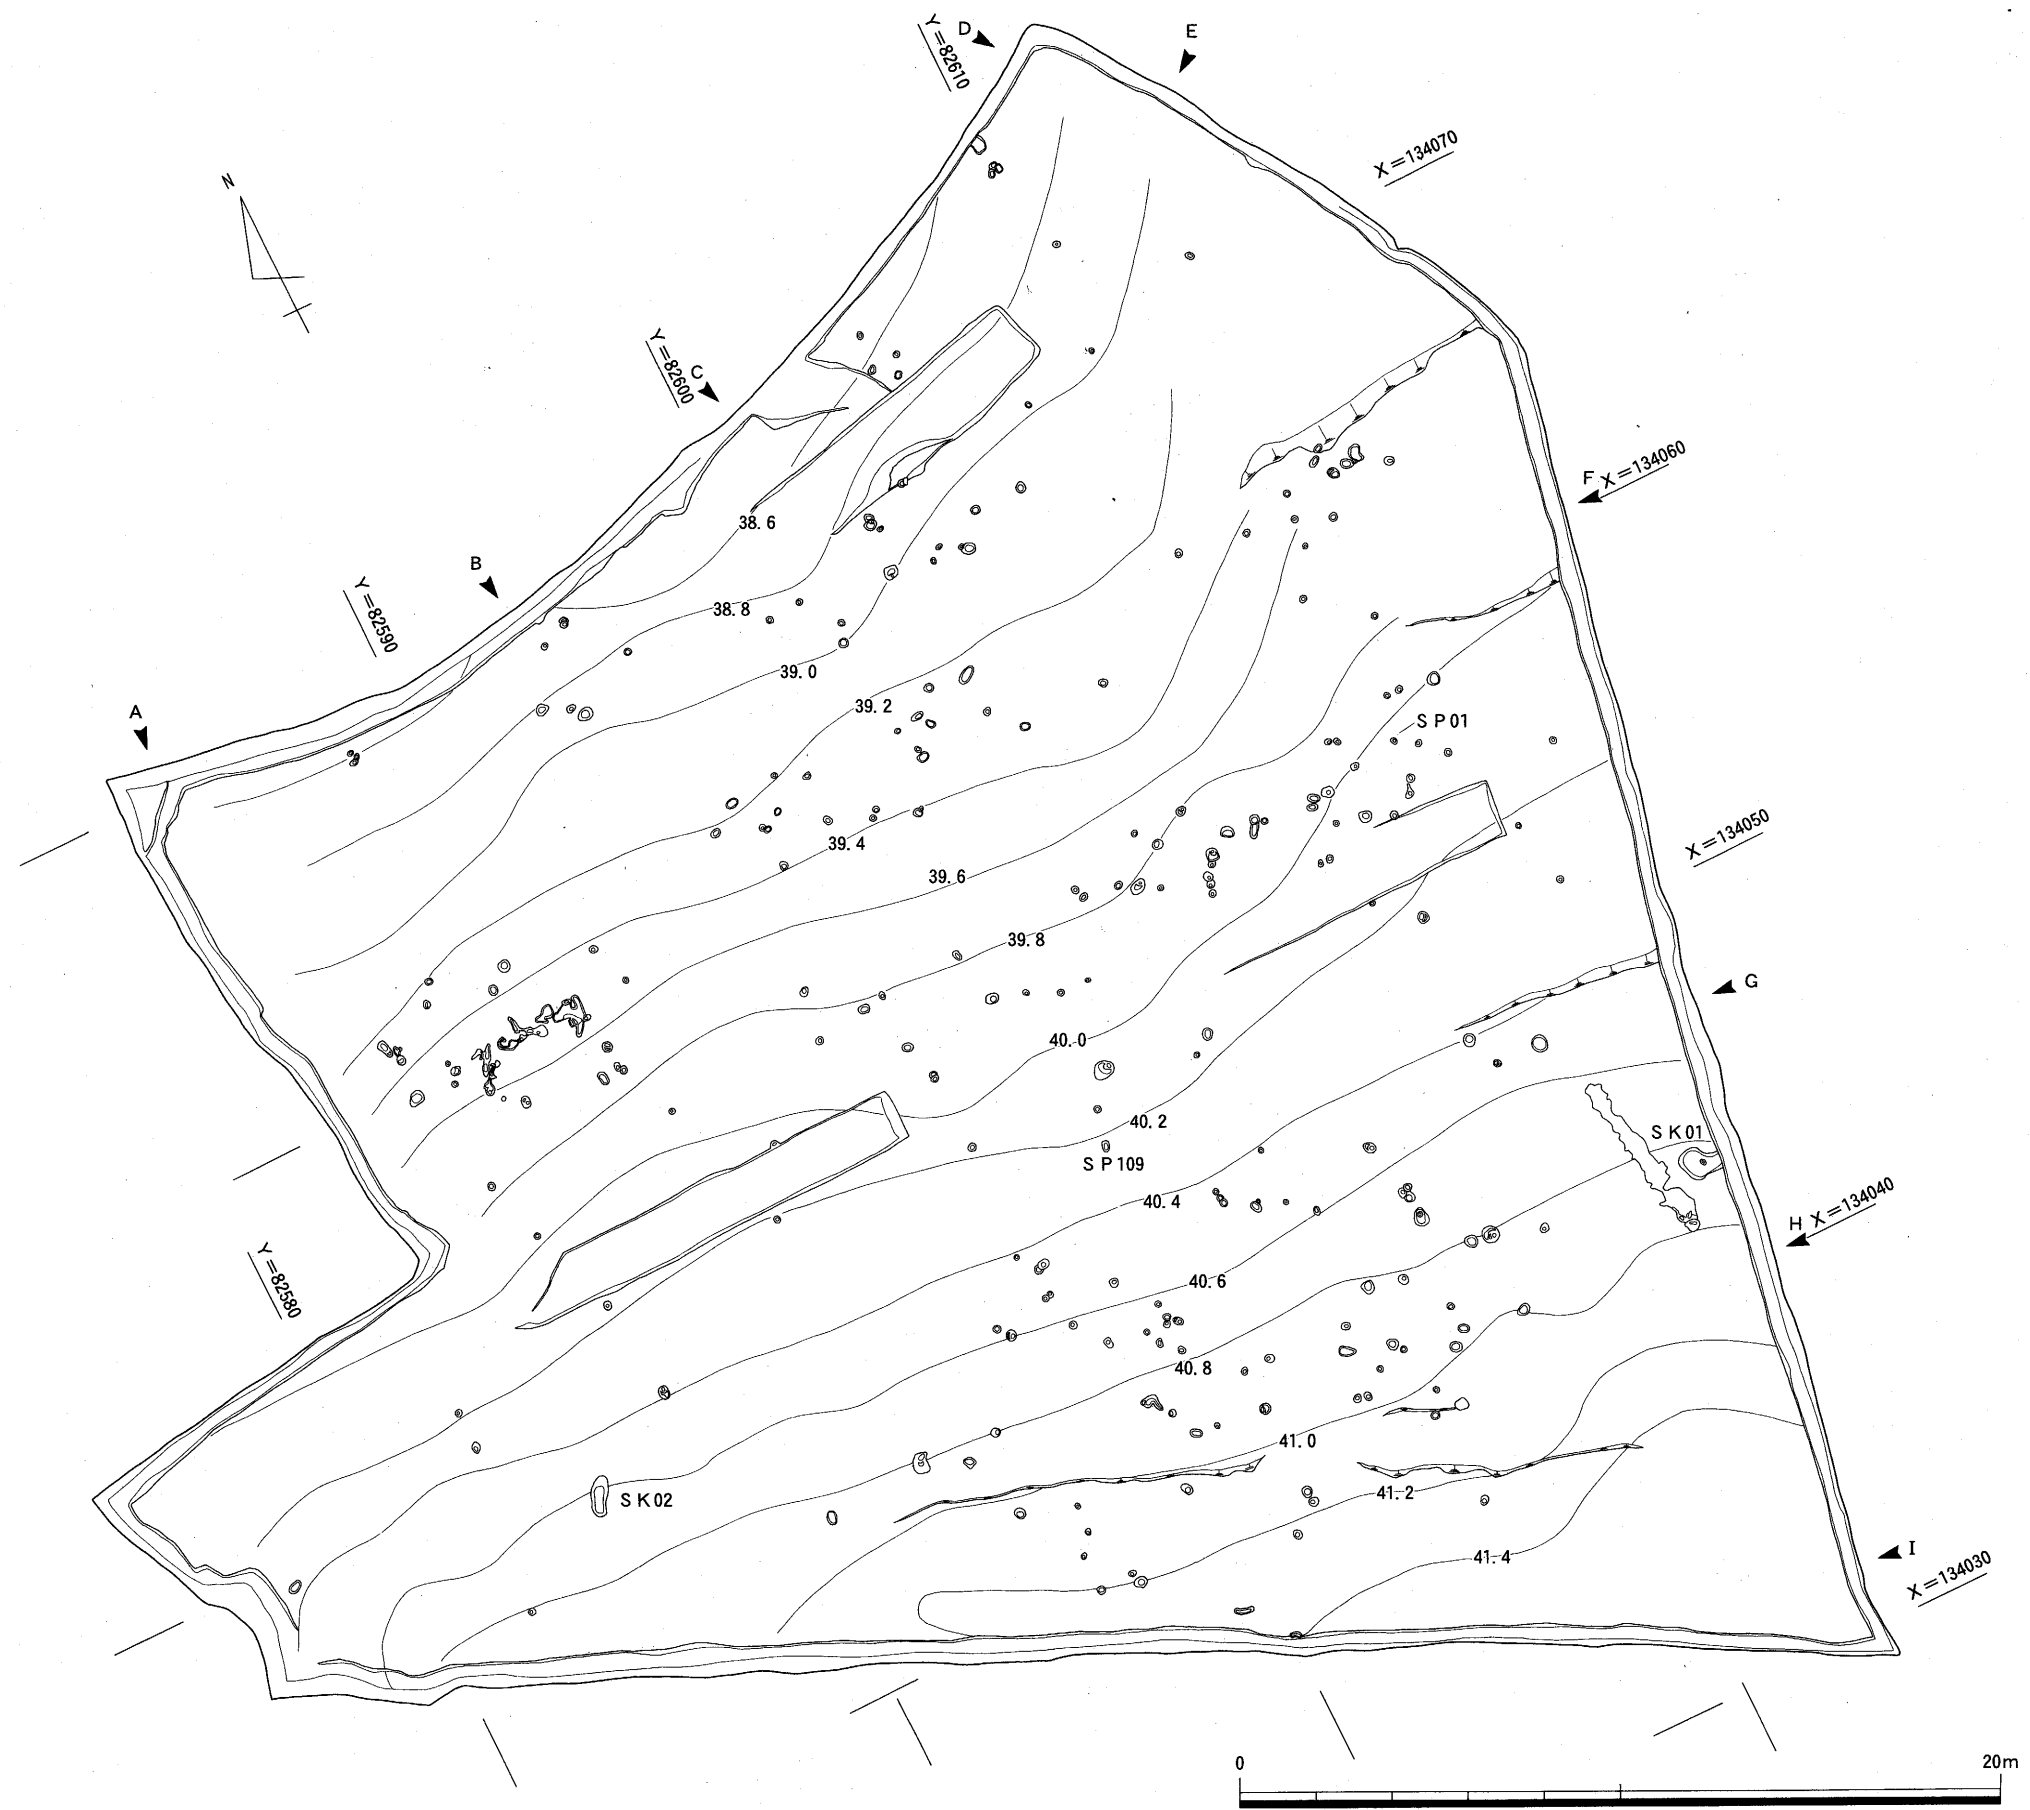 D
Y=82610
E
X=134070
N
Y=82600
C
F
X=134060
38.6
B
Y=82590
38.8
39.0
39.2
SP01
A
39.4
X=134050
39.6
39.8
G
40.0
40.2
SK01
SP109
40.4
H
X=134040
Y=82580
40.6
40.8
41.0
SK02
41.2
41.4
I
X=134030
0
20m